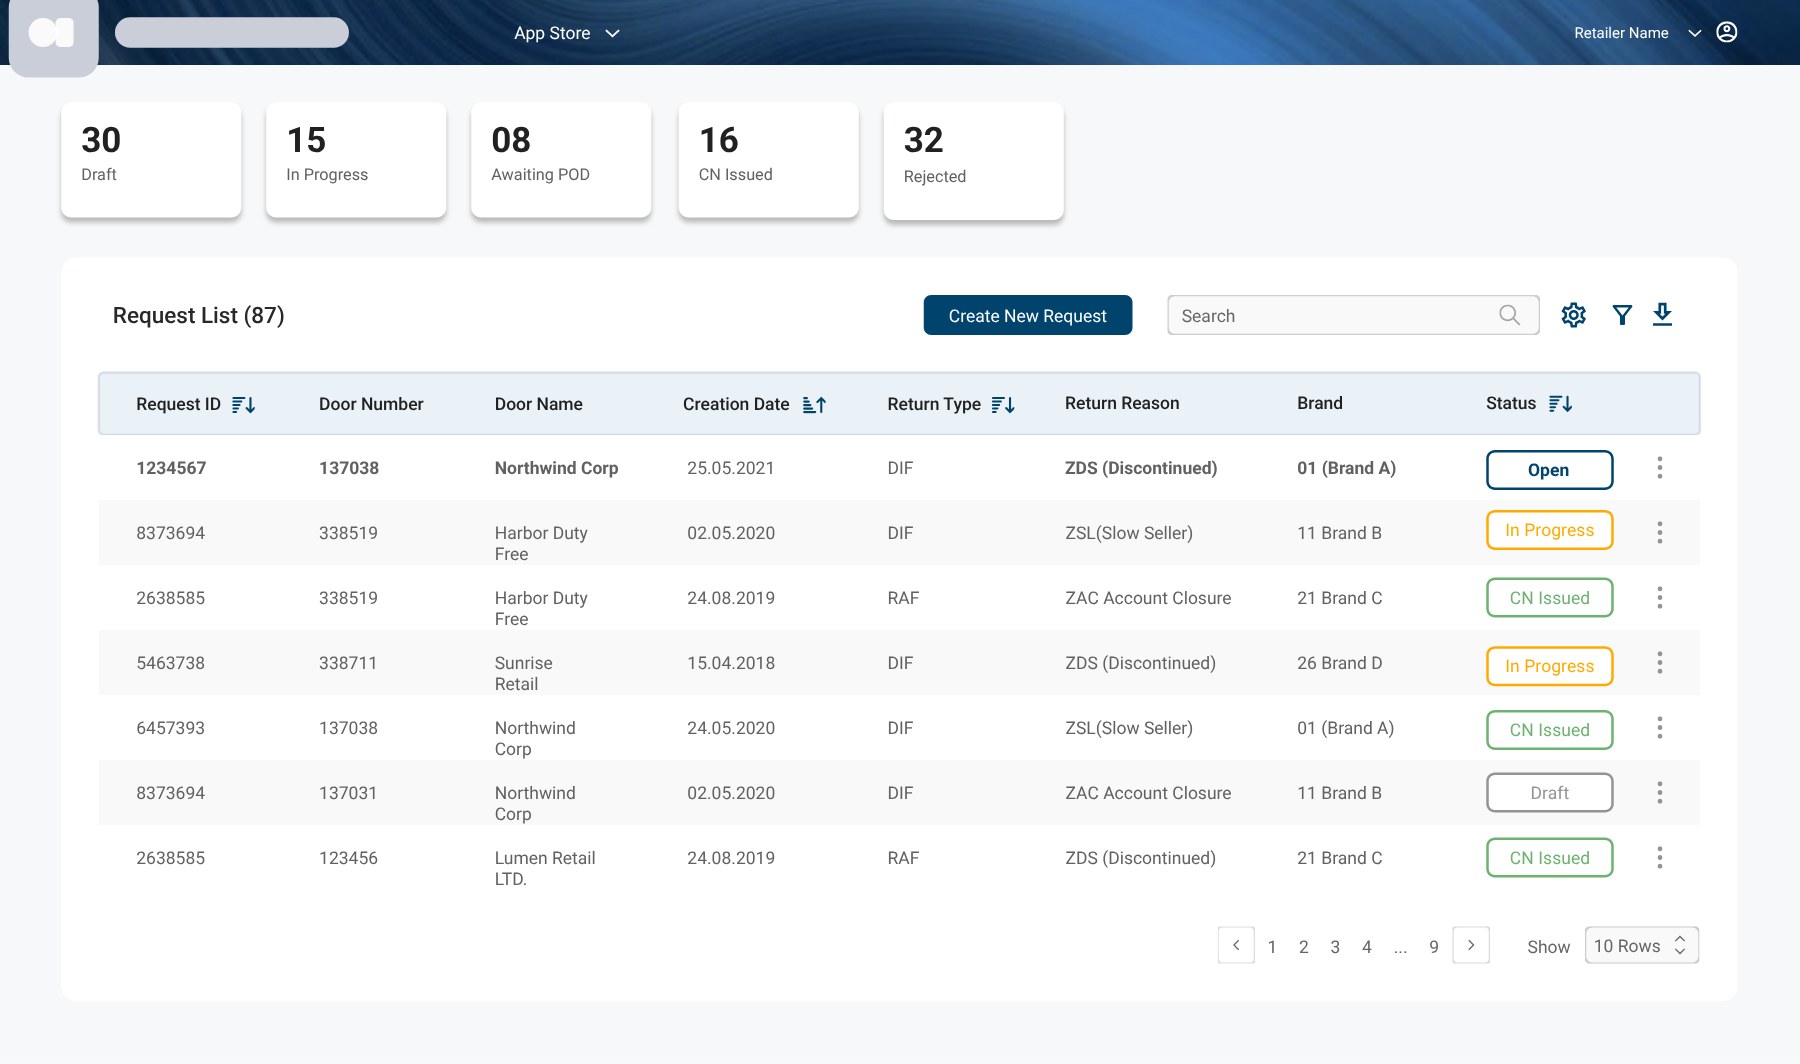 App Store
Retailer Name
30
Draft
15
In Progress
08
Awaiting POD
16
CN Issued
32
Rejected
Request List (87)
Create New Request
Search
Request ID Door Number Door Name Creation Date Return Type Return Reason Brand Status
1234567 137038 Northwind Corp 25.05.2021 DIF ZDS (Discontinued) 01 (Brand A) Open
8373694 338519 Harbor Duty 02.05.2020 DIF ZSL(Slow Seller) 11 Brand B In Progress
Free
2638585 338519 Harbor Duty 24.08.2019 RAF ZAC Account Closure 21 Brand C CN Issued
Free
5463738 338711 Sunrise 15.04.2018 DIF ZDS (Discontinued) 26 Brand D In Progress
Retail
6457393 137038 Northwind 24.05.2020 DIF ZSL(Slow Seller) 01 (Brand A) CN Issued
Corp
8373694 137031 Northwind 02.05.2020 DIF ZAC Account Closure 11 Brand B Draft
Corp
2638585 123456 Lumen Retail 24.08.2019 RAF ZDS (Discontinued) 21 Brand C CN Issued
LTD.
1 2 3 4 ... 9 Show 10 Rows